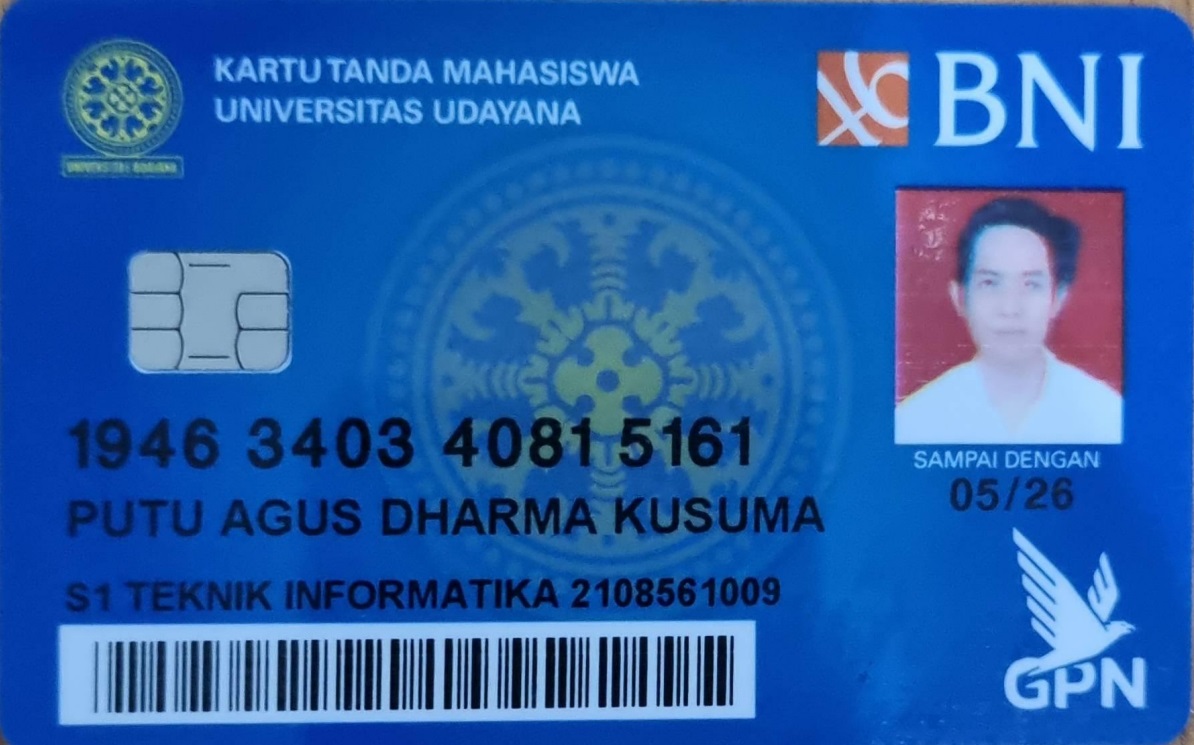 KARTU TANDA MAHASISWA
UNIVERSITAS UDAYANA
BNI
UNIVERSITAS UDAYANA
1946 3403 4081 5161
SAMPAI DENGAN
05/26
PUTU AGUS DHARMA KUSUMA
S1 TEKNIK INFORMATIKA 2108561009
GPN